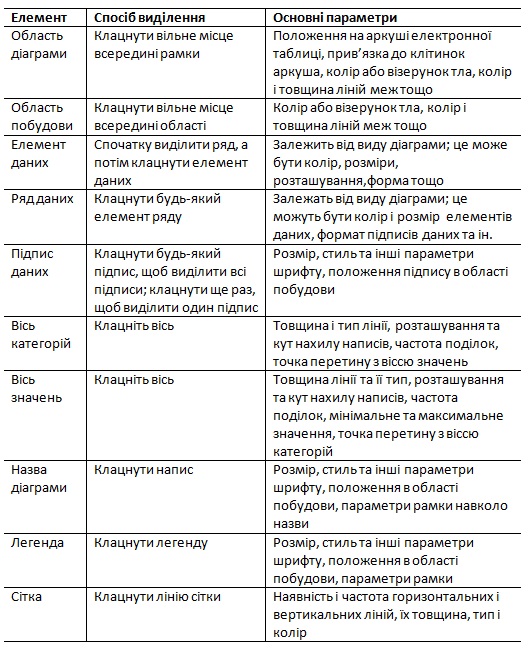 Елемент Спосіб виділення Основні параметри
Область Клацнути вільне місце Положення на аркуші електронної
діаграми всередині рамки таблиці, прив’язка до клітинок
аркуша, колір або візерунок тла, колір
і товщина ліній меж тощо
Область Клацнути вільне місце Колір або візерунок тла, колір і
побудови всередині області товщина ліній меж тощо
Елемент Спочатку виділити ряд, а Залежить від виду діаграми; це може
даних потім клацнути елемент бути колір, розміри,
даних розташування,форма тощо
Ряд даних Клацнути будь-який Залежать від виду діаграми; це
елемент ряду можуть бути колір і розмір елементів
даних, формат підписів даних та ін.
Підпис Клацнути будь-який Розмір, стиль та інші параметри
даних підпис, щоб виділити всі шрифту, положення підпису в області
підписи; клацнути ще раз, побудови
щоб виділити один підпис
Вісь Клацніть вісь Товщина і тип лінії, розташування та
категорій кут нахилу написів, частота поділок,
точка перетину з віссю значень
Вісь Клацніть вісь Товщина лінії та її тип, розташування
значень та кут нахилу написів, частота
поділок, мінімальне та максимальне
значення, точка перетину з віссю
категорій
Назва Клацнути напис Розмір, стиль та інші параметри
діаграми шрифту, положення в області
побудови, параметри рамки навколо
назви
Легенда Клацнути легенду Розмір, стиль та інші параметри
шрифту, положення в області
побудови, параметри рамки
Сітка Клацнути лінію сітки Наявність і частота горизонтальних і
вертикальних ліній, їх товщина, тип і
колір